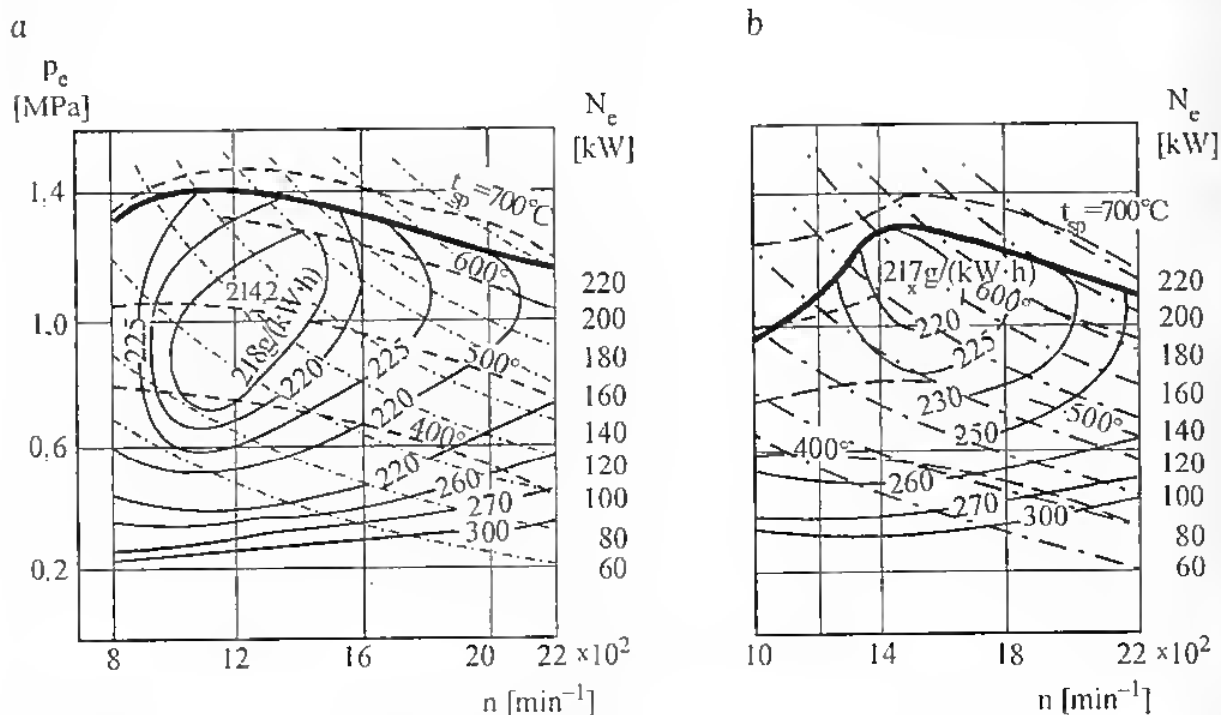 a
p_e
[MPa]
N_e
[kW]
1.4
1.0
0.6
0.2
t_sp=700°C
600°
500°
400°
214,2
218g/(kW·h)
225
220
225
220
220
260
270
300
220
200
180
160
140
120
100
80
60
8 12 16 20 22 ×10²
n [min⁻¹]
b
N_e
[kW]
t_sp=700°C
217g/(kW·h)
x
600°
220
225
230
250
500°
400°
260
270
300
220
200
180
160
140
120
100
80
60
10 14 18 22 ×10²
n [min⁻¹]